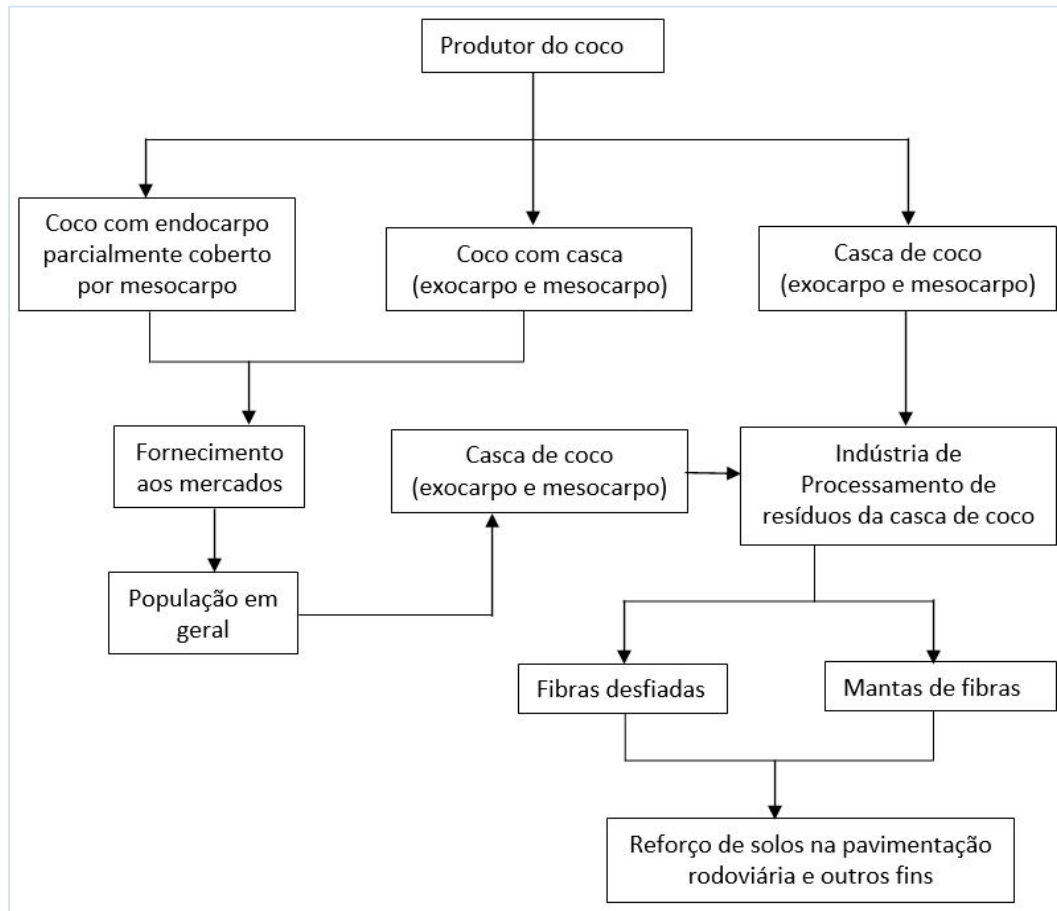 Produtor do coco
Coco com endocarpo
parcialmente coberto
por mesocarpo
Coco com casca
(exocarpo e mesocarpo)
Casca de coco
(exocarpo e mesocarpo)
Fornecimento
aos mercados
Casca de coco
(exocarpo e mesocarpo)
Indústria de
Processamento de
resíduos da casca de coco
População em
geral
Fibras desfiadas
Mantas de fibras
Reforço de solos na pavimentação
rodoviária e outros fins